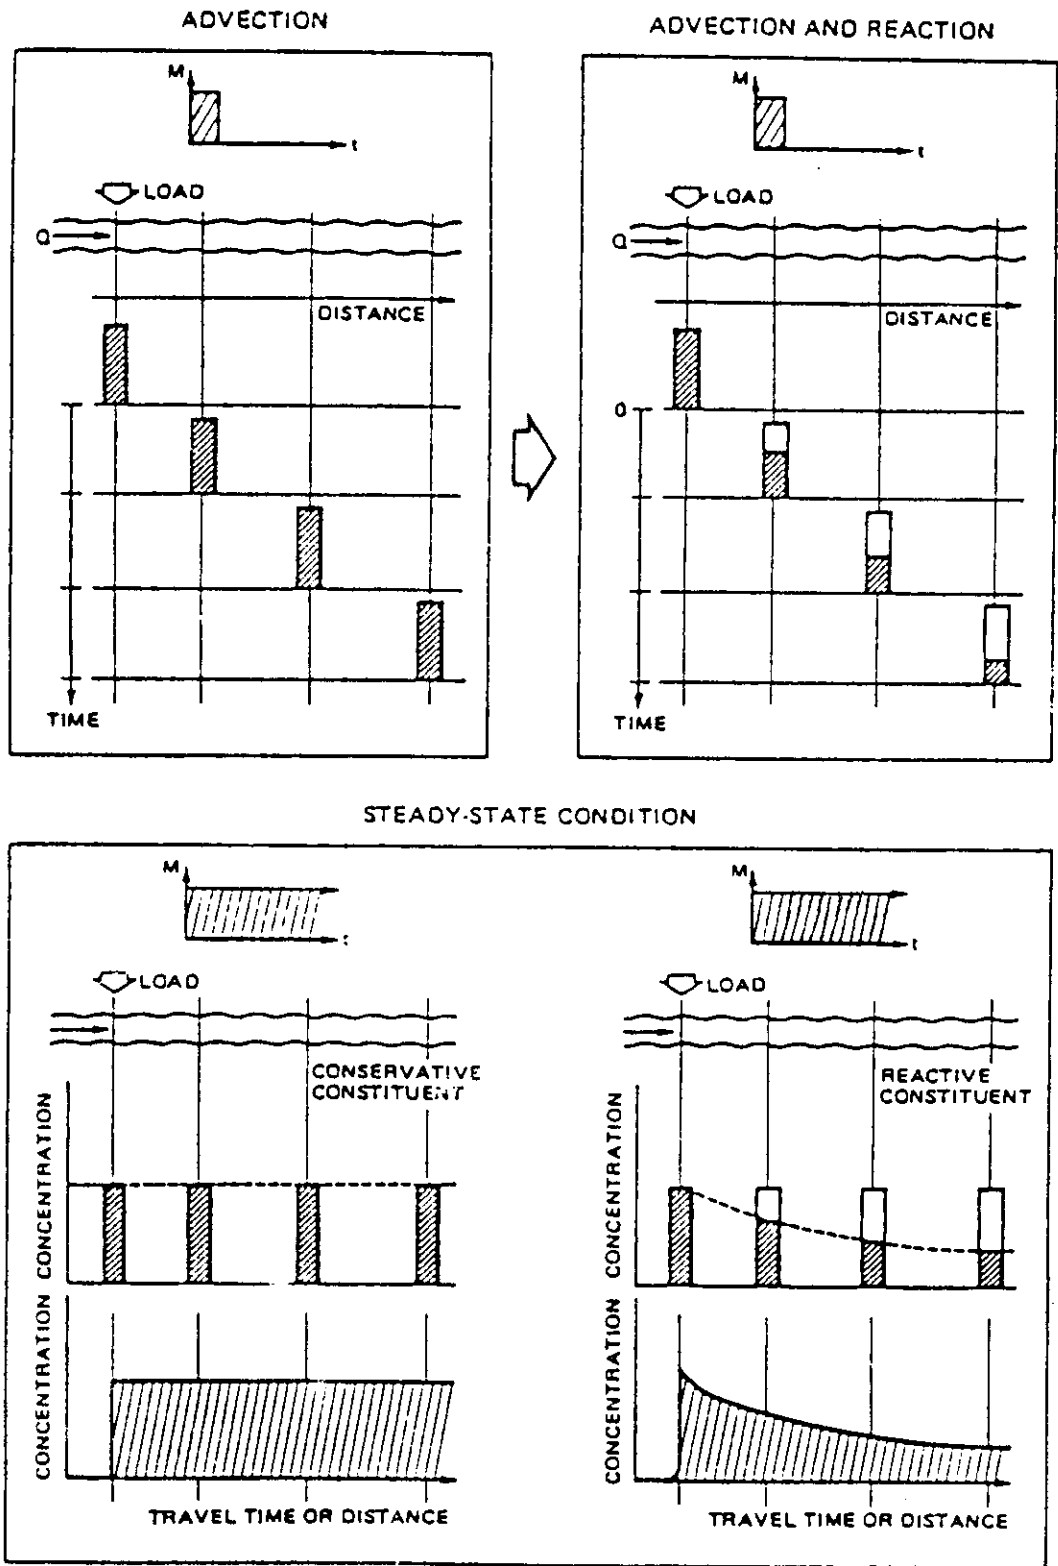 ADVECTION
M
t
LOAD
Q
DISTANCE
TIME
ADVECTION AND REACTION
M
t
LOAD
Q
DISTANCE
0
TIME
STEADY-STATE CONDITION
M
t
LOAD
CONSERVATIVE
CONSTITUENT
CONCENTRATION
CONCENTRATION
TRAVEL TIME OR DISTANCE
M
t
LOAD
REACTIVE
CONSTITUENT
CONCENTRATION
CONCENTRATION
TRAVEL TIME OR DISTANCE